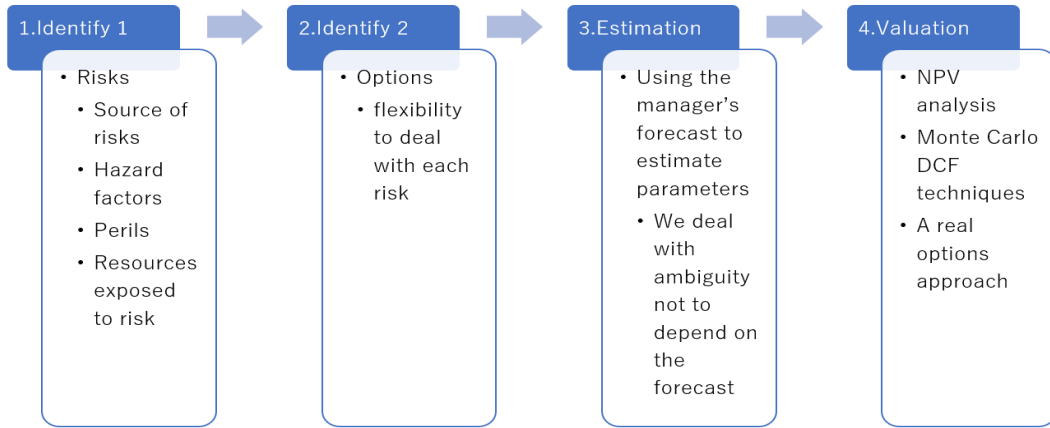 1.Identify 1
• Risks
• Source of
risks
• Hazard
factors
• Perils
• Resources
exposed
to risk
2.Identify 2
• Options
• flexibility
to deal
with each
risk
3.Estimation
• Using the
manager’s
forecast to
estimate
parameters
• We deal
with
ambiguity
not to
depend on
the
forecast
4.Valuation
• NPV
analysis
• Monte Carlo
DCF
techniques
• A real
options
approach